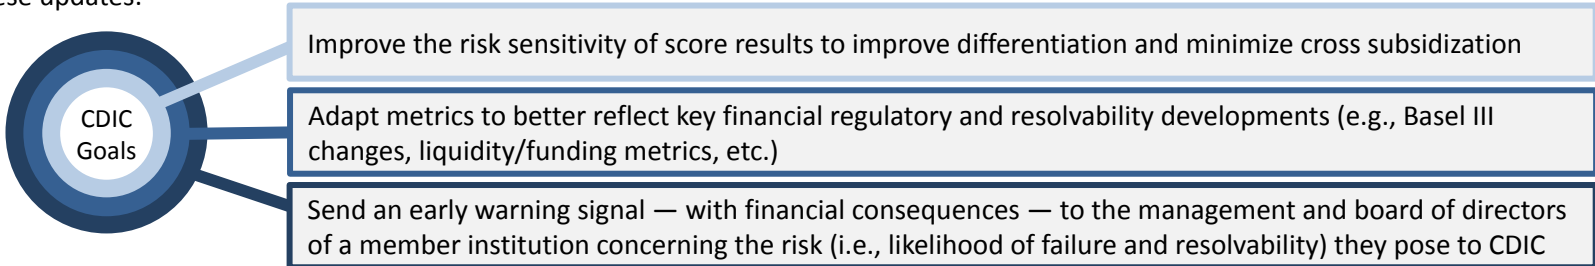 ese updates:
CDIC
Goals
Improve the risk sensitivity of score results to improve differentiation and minimize cross subsidization
Adapt metrics to better reflect key financial regulatory and resolvability developments (e.g., Basel III
changes, liquidity/funding metrics, etc.)
Send an early warning signal — with financial consequences — to the management and board of directors
of a member institution concerning the risk (i.e., likelihood of failure and resolvability) they pose to CDIC